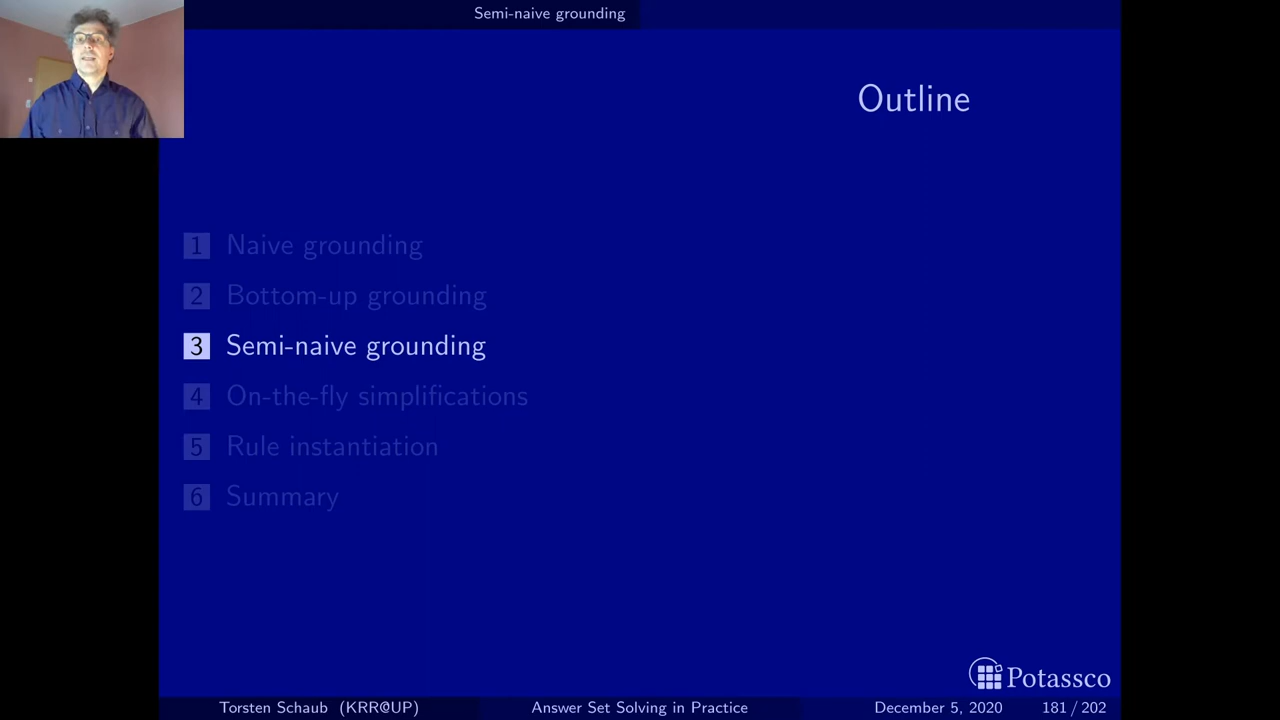 Semi-naive grounding
Outline
1 Naive grounding
2 Bottom-up grounding
3 Semi-naive grounding
4 On-the-fly simplifications
5 Rule instantiation
6 Summary
Potassco
Torsten Schaub (KRR@UP) Answer Set Solving in Practice December 5, 2020 181 / 202